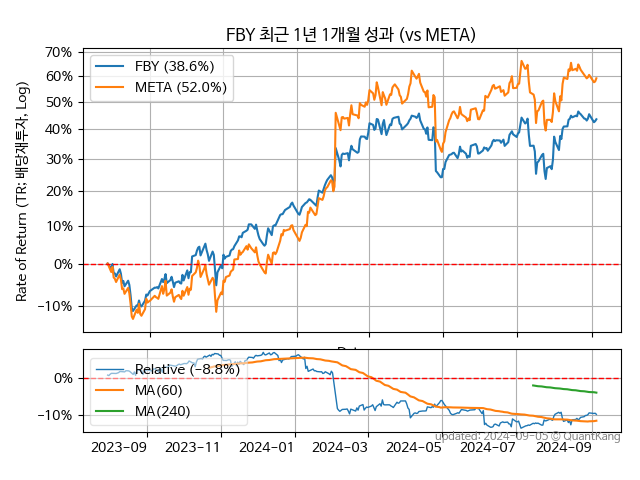 FBY 최근 1년 1개월 성과 (vs META)
Rate of Return (TR: 배당재투자, Log)
70%
60%
50%
40%
30%
20%
10%
0%
−10%
FBY (38.6%)
META (52.0%)
0%
−10%
Relative (−8.8%)
MA(60)
MA(240)
2023−09 2023−11 2024−01 2024−03 2024−05 2024−07 2024−09
updated: 2024−09−05 © QuantKang